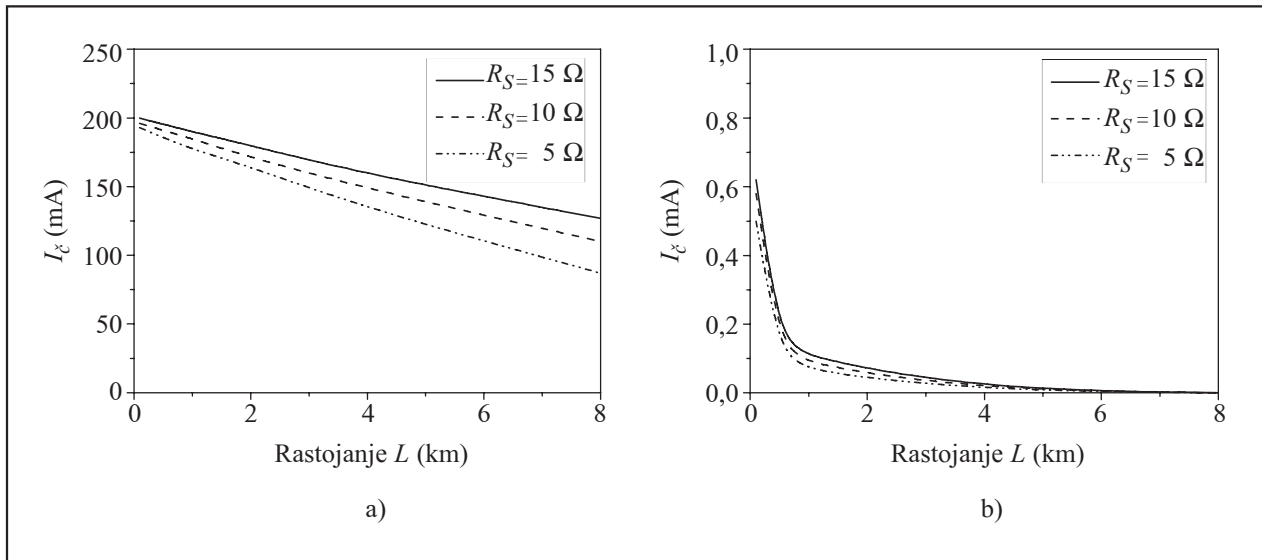 250
200
150
100
50
0
I_č (mA)
0 2 4 6 8
Rastojanje L (km)
R_S= 15 Ω
R_S= 10 Ω
R_S= 5 Ω
a)
1,0
0,8
0,6
0,4
0,2
0,0
I_č (mA)
0 2 4 6 8
Rastojanje L (km)
R_S= 15 Ω
R_S= 10 Ω
R_S= 5 Ω
b)